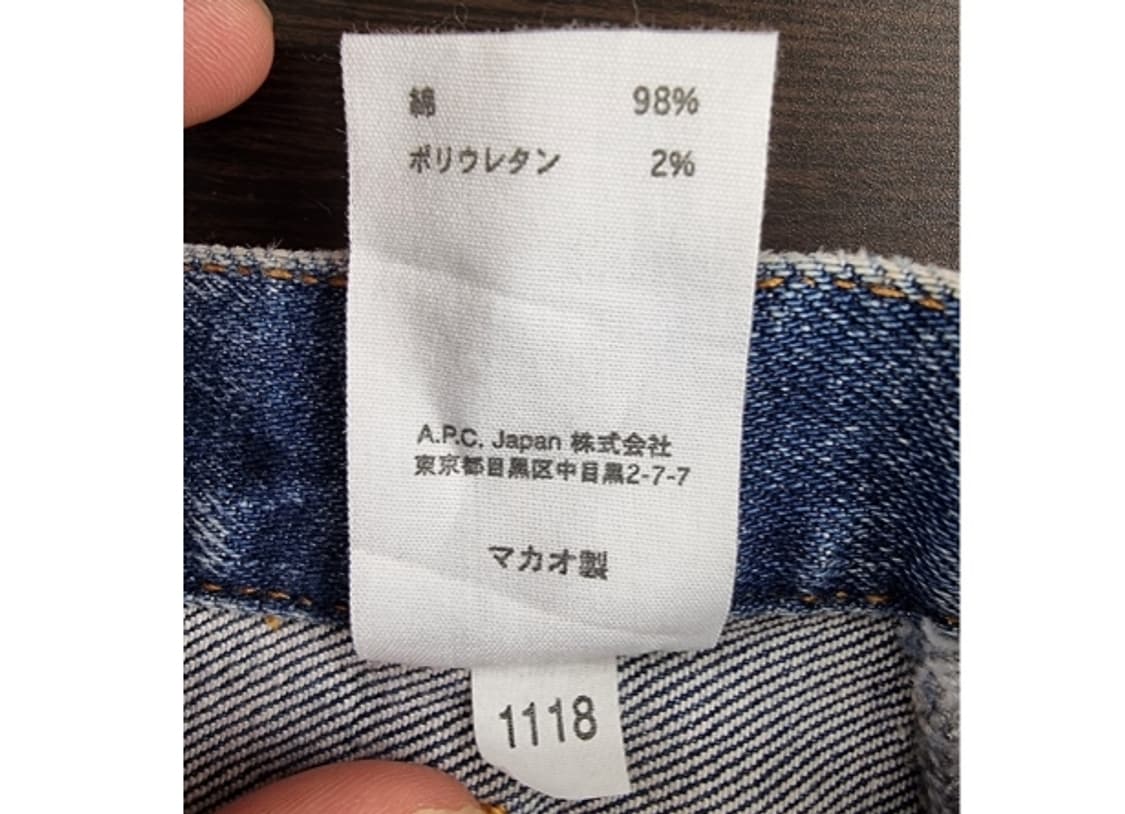 綿 98%
ポリウレタン 2%
A.P.C. Japan 株式会社
東京都目黒区中目黒2-7-7
マカオ製
1118